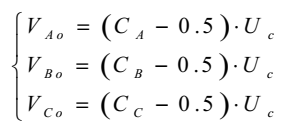 V_{Ao} = (C_A − 0.5)·U_c
V_{Bo} = (C_B − 0.5)·U_c
V_{Co} = (C_C − 0.5)·U_c